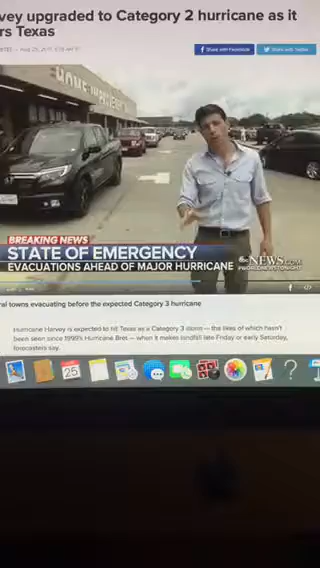 vey upgraded to Category 2 hurricane as it
rs Texas
Share with Facebook
Share with Twitter
HOME IMPROVEMENT
BREAKING NEWS
STATE OF EMERGENCY
EVACUATIONS AHEAD OF MAJOR HURRICANE
abc NEWS.COM
#WORLDNEWSTONIGHT
ral towns evacuating before the expected Category 3 hurricane
Hurricane Harvey is expected to hit Texas as a Category 3 storm — the likes of which hasn't
been seen since 1999's Hurricane Bret — when it makes landfall late Friday or early Saturday,
forecasters say.
25